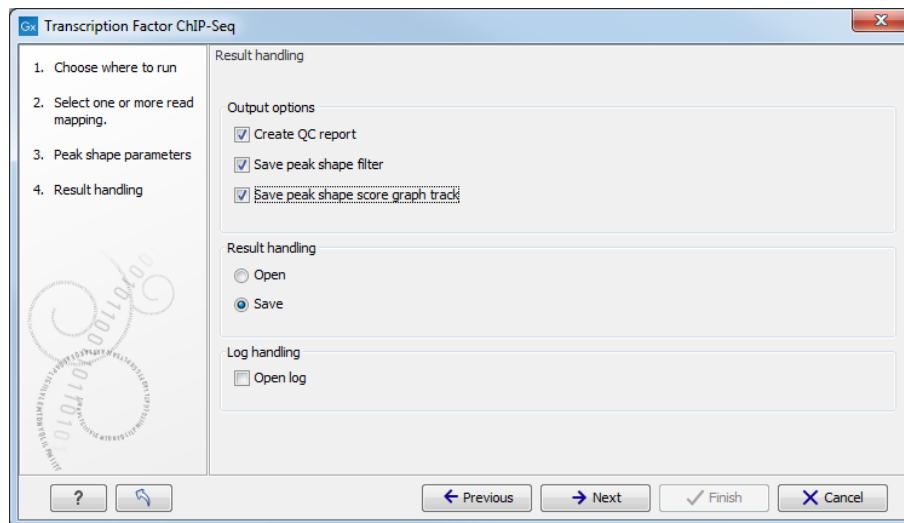 Gx Transcription Factor ChIP-Seq
1. Choose where to run
2. Select one or more read
mapping.
3. Peak shape parameters
4. Result handling
Result handling
Output options
Create QC report
Save peak shape filter
Save peak shape score graph track
Result handling
Open
Save
Log handling
Open log
?
Previous
Next
Finish
Cancel